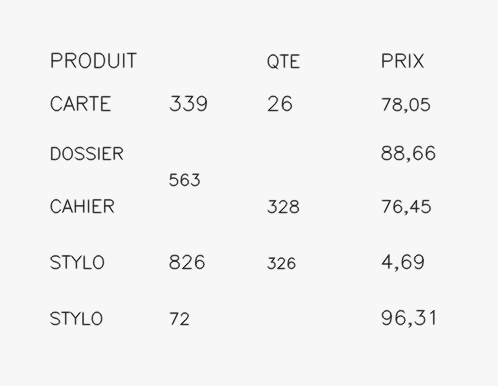 PRODUIT QTE PRIX
CARTE 339 26 78,05
DOSSIER 88,66
563
CAHIER 328 76,45
STYLO 826 326 4,69
STYLO 72 96,31